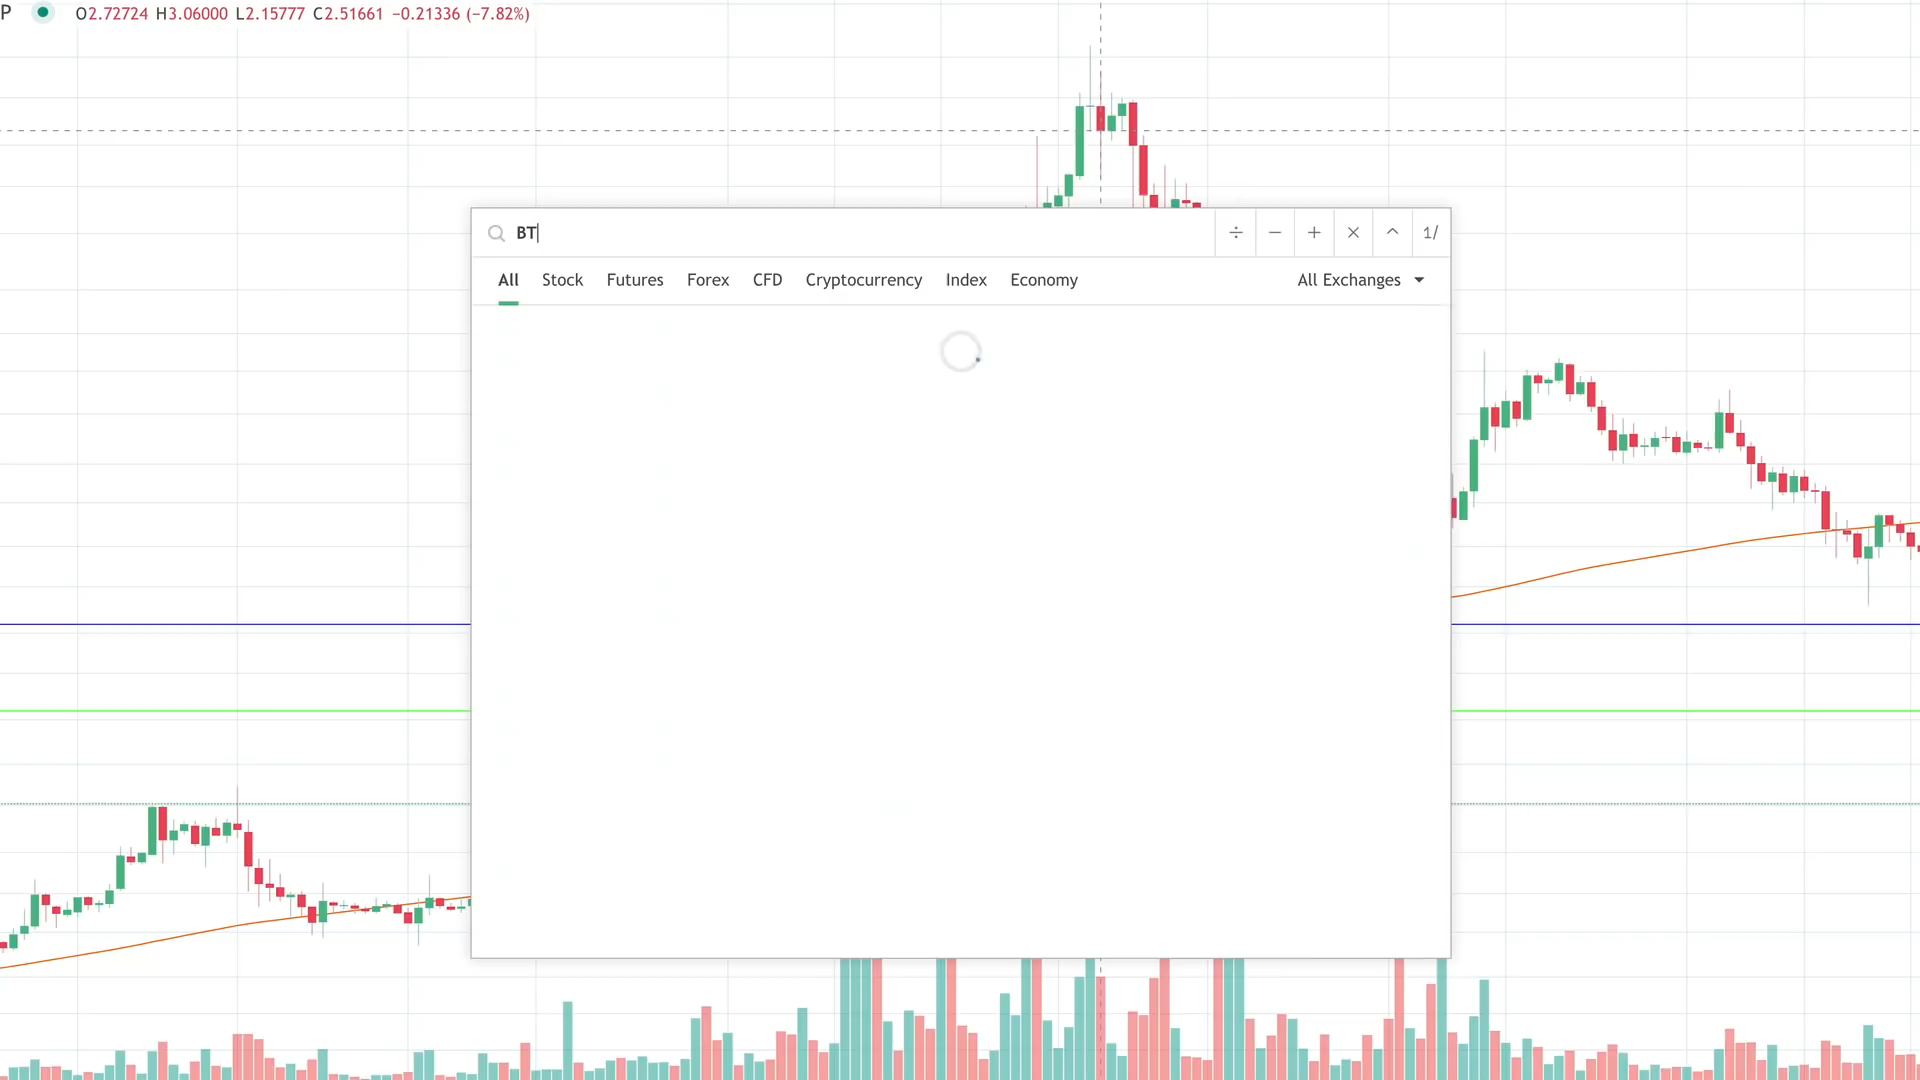 P O2.72724 H3.06000 L2.15777 C2.51661 −0.21336 (−7.82%)
BT ÷ − + × ^ 1/
All Stock Futures Forex CFD Cryptocurrency Index Economy All Exchanges